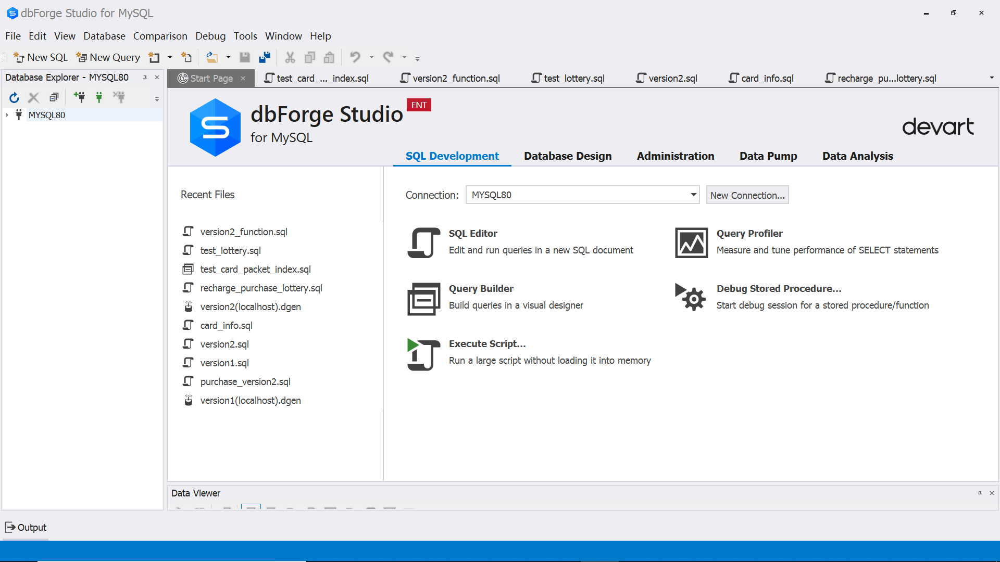 dbForge Studio for MySQL
File Edit View Database Comparison Debug Tools Window Help
New SQL New Query
Database Explorer - MYSQL80
MYSQL80
Start Page test_card_..._index.sql version2_function.sql test_lottery.sql version2.sql card_info.sql recharge_pu...lottery.sql
dbForge Studio ENT
for MySQL
devart
SQL Development Database Design Administration Data Pump Data Analysis
Recent Files
version2_function.sql
test_lottery.sql
test_card_packet_index.sql
recharge_purchase_lottery.sql
version2(localhost).dgen
card_info.sql
version2.sql
version1.sql
purchase_version2.sql
version1(localhost).dgen
Connection: MYSQL80 New Connection...
SQL Editor
Edit and run queries in a new SQL document
Query Profiler
Measure and tune performance of SELECT statements
Query Builder
Build queries in a visual designer
Debug Stored Procedure...
Start debug session for a stored procedure/function
Execute Script...
Run a large script without loading it into memory
Data Viewer
Output